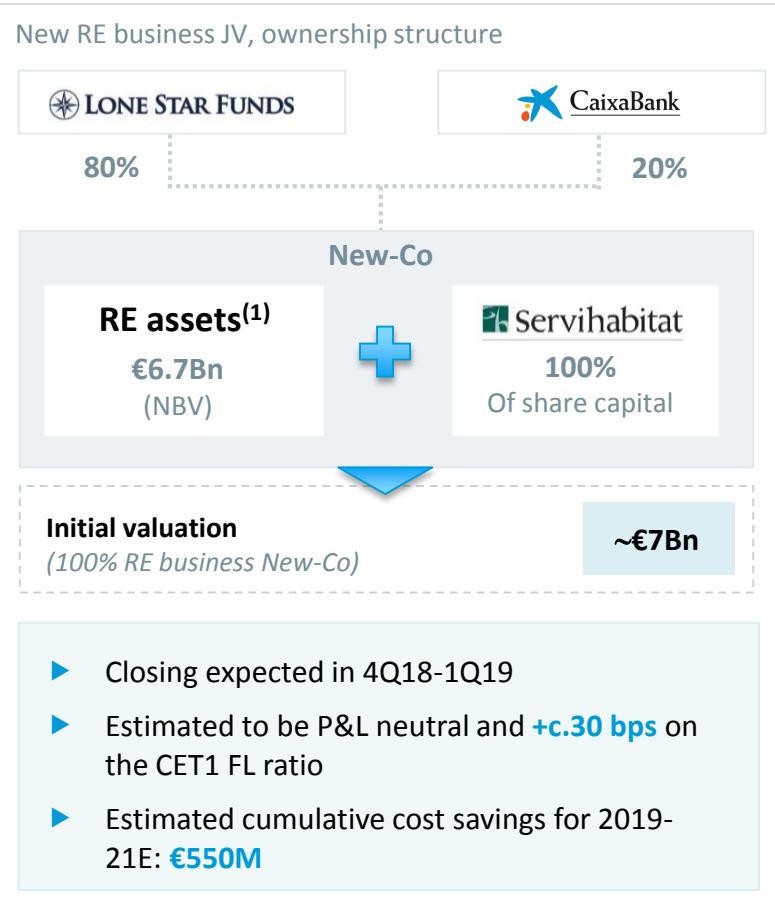 New RE business JV, ownership structure
LONE STAR FUNDS
CaixaBank
80%
20%
New-Co
RE assets(1)
€6.7Bn
(NBV)
Servihabitat
100%
Of share capital
Initial valuation
(100% RE business New-Co)
~€7Bn
Closing expected in 4Q18-1Q19
Estimated to be P&L neutral and +c.30 bps on
the CET1 FL ratio
Estimated cumulative cost savings for 2019-
21E: €550M